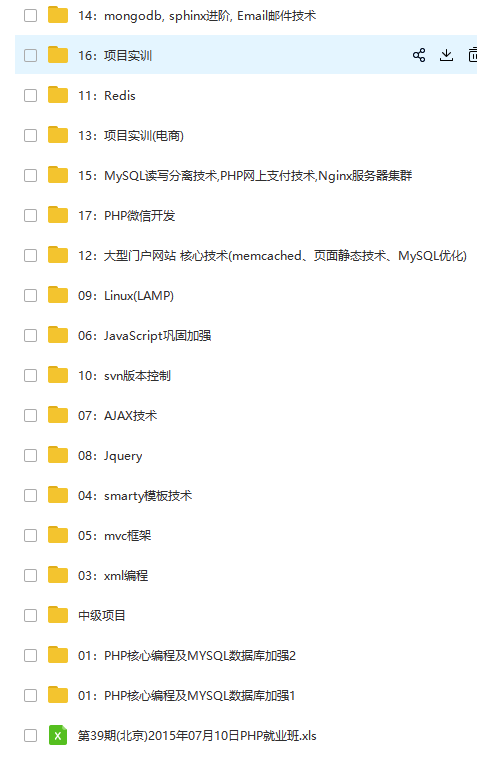 14：mongodb, sphinx进阶, Email邮件技术
16：项目实训
11：Redis
13：项目实训(电商)
15：MySQL读写分离技术,PHP网上支付技术,Nginx服务器集群
17：PHP微信开发
12：大型门户网站 核心技术(memcached、页面静态技术、MySQL优化)
09：Linux(LAMP)
06：JavaScript巩固加强
10：svn版本控制
07：AJAX技术
08：Jquery
04：smarty模板技术
05：mvc框架
03：xml编程
中级项目
01：PHP核心编程及MYSQL数据库加强2
01：PHP核心编程及MYSQL数据库加强1
X 第39期(北京)2015年07月10日PHP就业班.xls